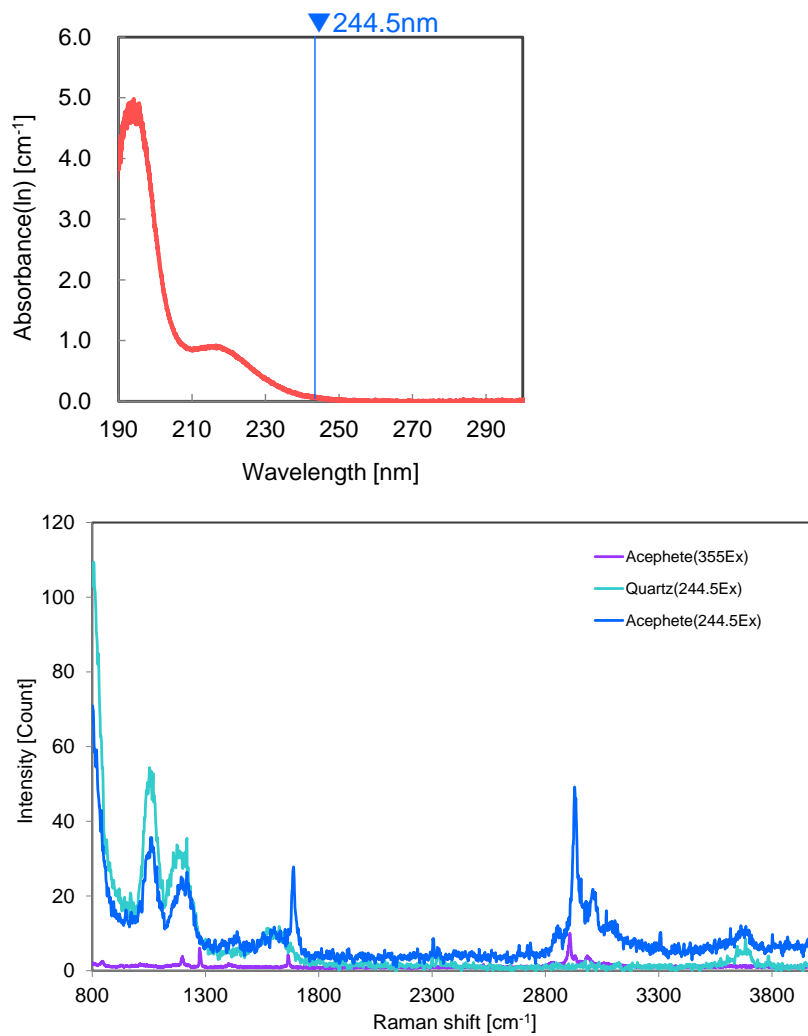 ▼244.5nm
6.0
5.0
4.0
3.0
2.0
1.0
0.0
Absorbance(ln) [cm⁻¹]
190 210 230 250 270 290
Wavelength [nm]
120
100
80
60
40
20
0
Intensity [Count]
Acephete(355Ex)
Quartz(244.5Ex)
Acephete(244.5Ex)
800 1300 1800 2300 2800 3300 3800
Raman shift [cm⁻¹]